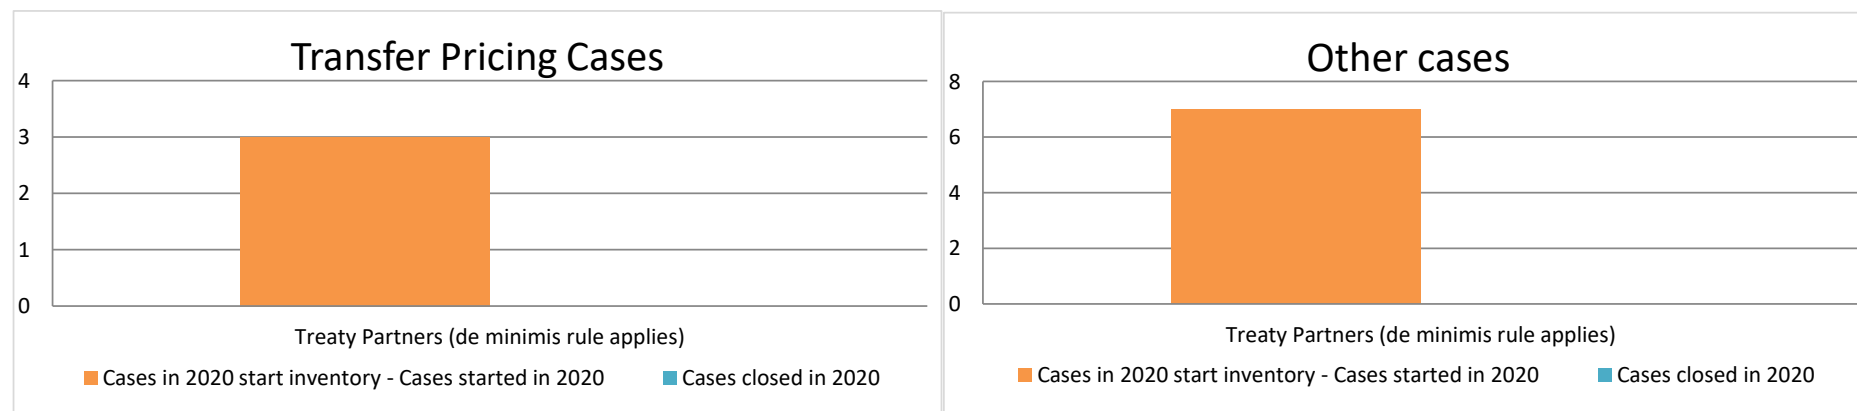 Transfer Pricing Cases
4
3
2
1
0
Treaty Partners (de minimis rule applies)
Cases in 2020 start inventory - Cases started in 2020
Cases closed in 2020
Other cases
8
6
4
2
0
Treaty Partners (de minimis rule applies)
Cases in 2020 start inventory - Cases started in 2020
Cases closed in 2020